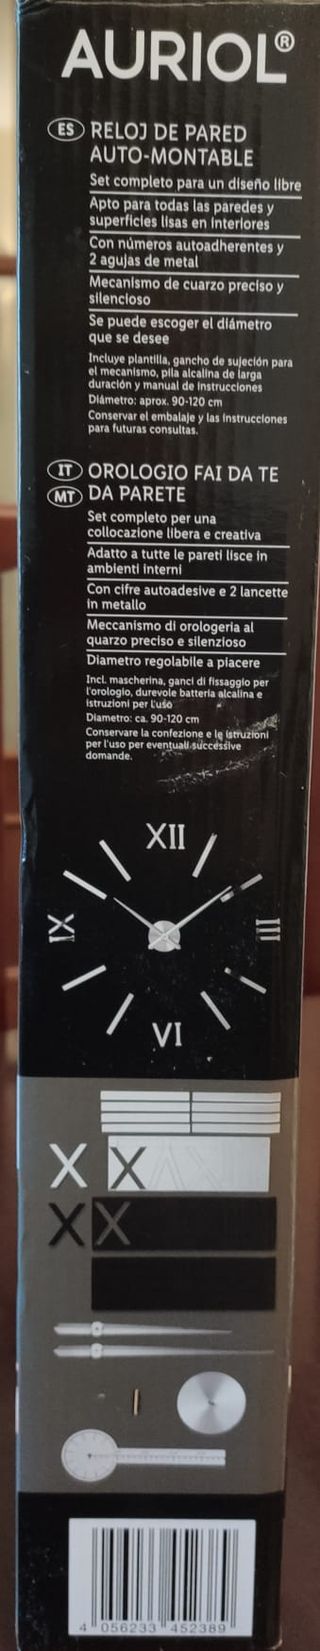 AURIOL®
ES RELOJ DE PARED
AUTO-MONTABLE
Set completo para un diseño libre
Apto para todas las paredes y
superficies lisas en interiores
Con números autoadherentes y
2 agujas de metal
Mecanismo de cuarzo preciso y
silencioso
Se puede escoger el diámetro
que se desee
Incluye plantilla, gancho de sujeción para
el mecanismo, pila alcalina de larga
duración y manual de instrucciones
Diámetro: aprox. 90-120 cm
Conservar el embalaje y las instrucciones
para futuras consultas.
IT OROLOGIO FAI DA TE
MT DA PARETE
Set completo per una
collocazione libera e creativa
Adatto a tutte le pareti lisce in
ambienti interni
Con cifre autoadesive e 2 lancette
in metallo
Meccanismo di orologeria al
quarzo preciso e silenzioso
Diametro regolabile a piacere
Incl. mascherina, ganci di fissaggio per
l'orologio, durevole batteria alcalina e
istruzioni per l'uso
Diametro: ca. 90-120 cm
Conservare la confezione e le istruzioni
per l'uso per eventuali successive
domande.
XII
IX III
VI
X X
X X
4 056233 452389